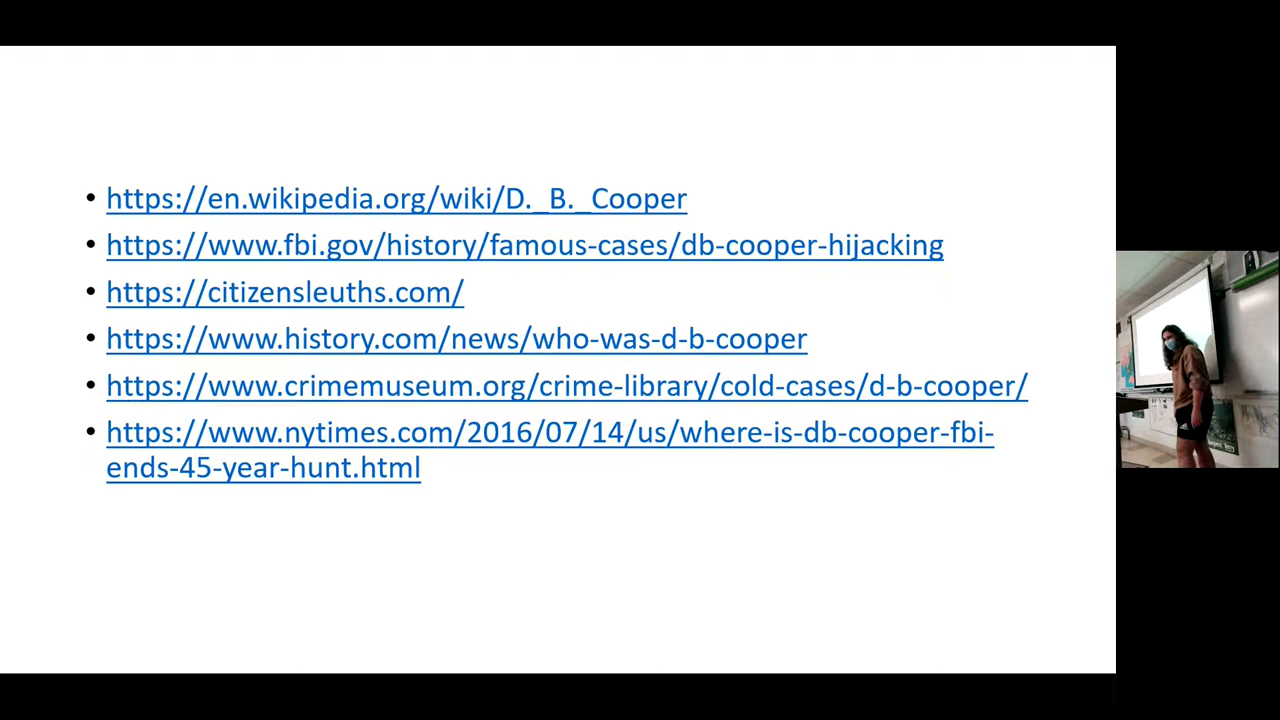 • https://en.wikipedia.org/wiki/D._B._Cooper
• https://www.fbi.gov/history/famous-cases/db-cooper-hijacking
• https://citizensleuths.com/
• https://www.history.com/news/who-was-d-b-cooper
• https://www.crimemuseum.org/crime-library/cold-cases/d-b-cooper/
• https://www.nytimes.com/2016/07/14/us/where-is-db-cooper-fbi-
ends-45-year-hunt.html